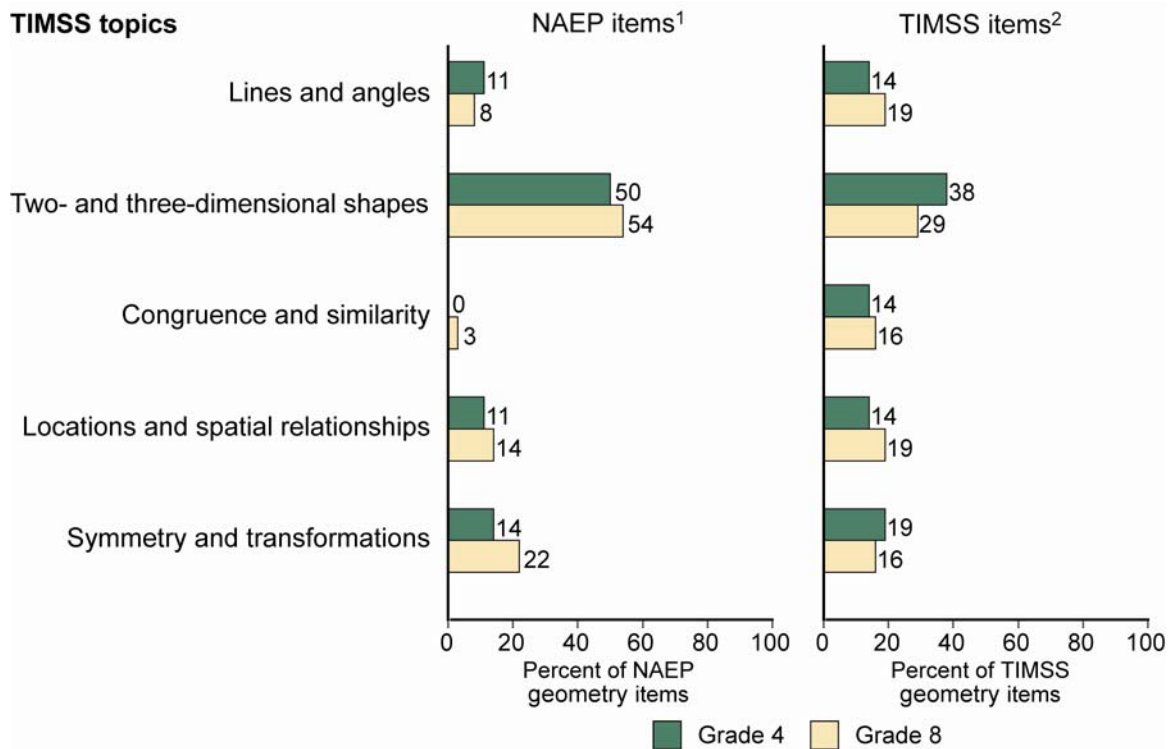 TIMSS topics
NAEP items1
TIMSS items2
Lines and angles
11
8
14
19
Two- and three-dimensional shapes
50
54
38
29
Congruence and similarity
0
3
14
16
Locations and spatial relationships
11
14
14
19
Symmetry and transformations
14
22
19
16
0 20 40 60 80 100
0 20 40 60 80 100
Percent of NAEP
geometry items
Percent of TIMSS
geometry items
Grade 4 Grade 8